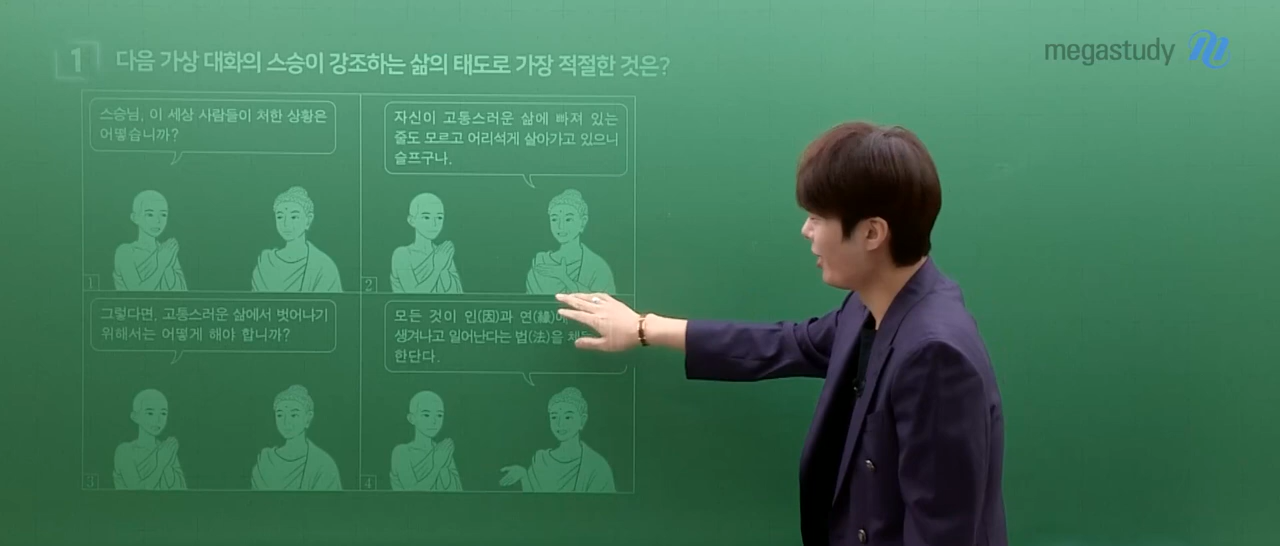 1 다음 가상 대화의 스승이 강조하는 삶의 태도로 가장 적절한 것은?
megastudy
스승님, 이 세상 사람들이 처한 상황은
어떻습니까?
1
자신이 고통스러운 삶에 빠져 있는
줄도 모르고 어리석게 살아가고 있으니
슬프구나.
2
그렇다면, 고통스러운 삶에서 벗어나기
위해서는 어떻게 해야 합니까?
3
모든 것이 인(因)과 연(緣)에
생겨나고 일어난다는 법(法)을
한단다.
4